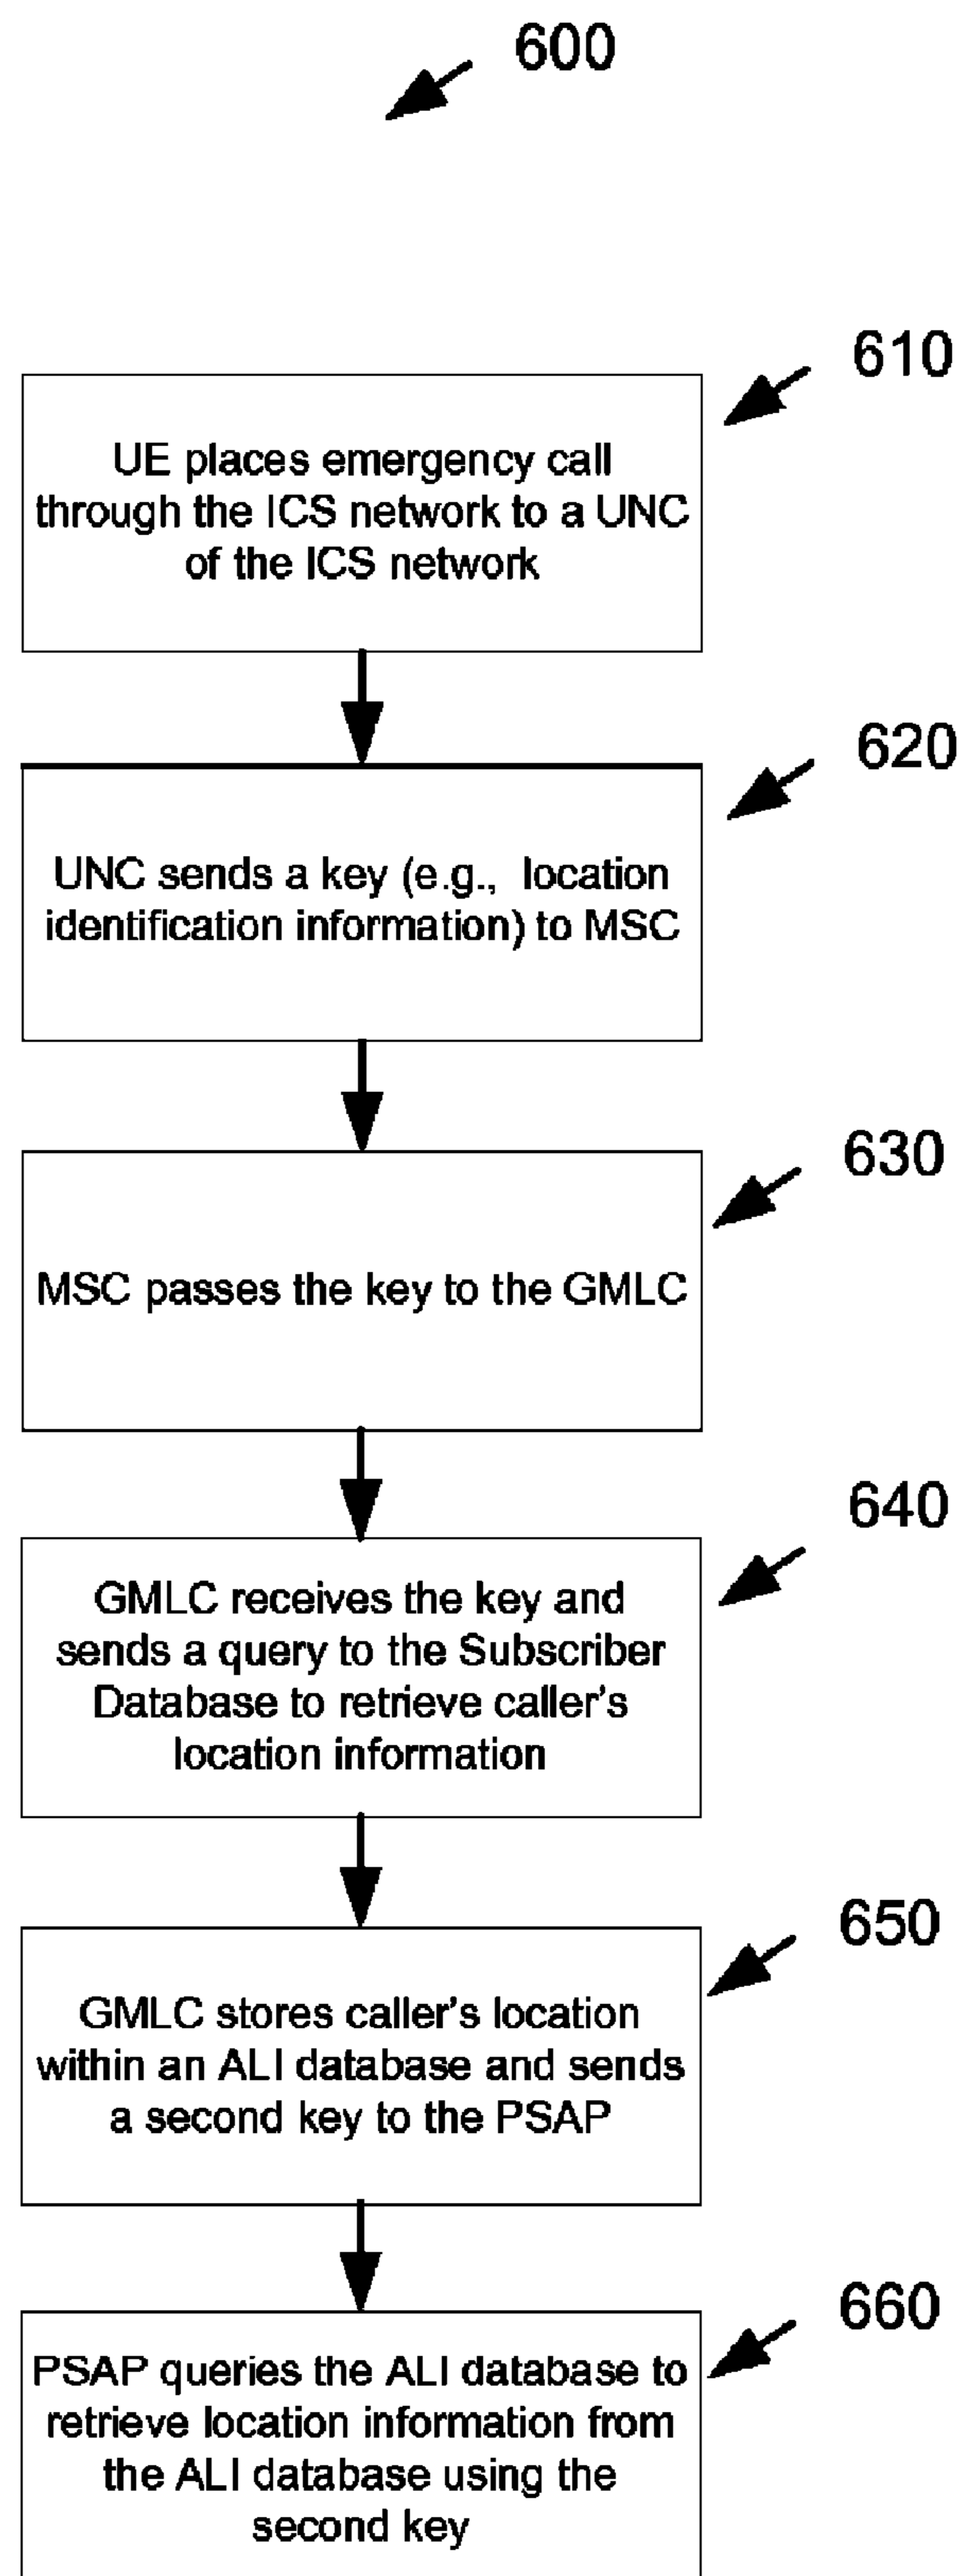 600
610
UE places emergency call
through the ICS network to a UNC
of the ICS network
620
UNC sends a key (e.g., location
identification information) to MSC
630
MSC passes the key to the GMLC
640
GMLC receives the key and
sends a query to the Subscriber
Database to retrieve caller's
location information
650
GMLC stores caller's location
within an ALI database and sends
a second key to the PSAP
660
PSAP queries the ALI database to
retrieve location information from
the ALI database using the
second key